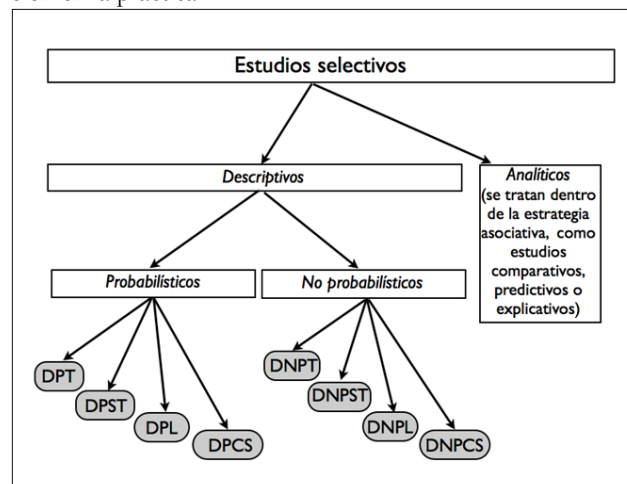 Estudios selectivos
Descriptivos
Analíticos
(se tratan dentro
de la estrategia
asociativa, como
estudios
comparativos,
predictivos o
explicativos)
Probabilísticos
No probabilísticos
DPT
DPST
DPL
DPCS
DNPT
DNPST
DNPL
DNPCS